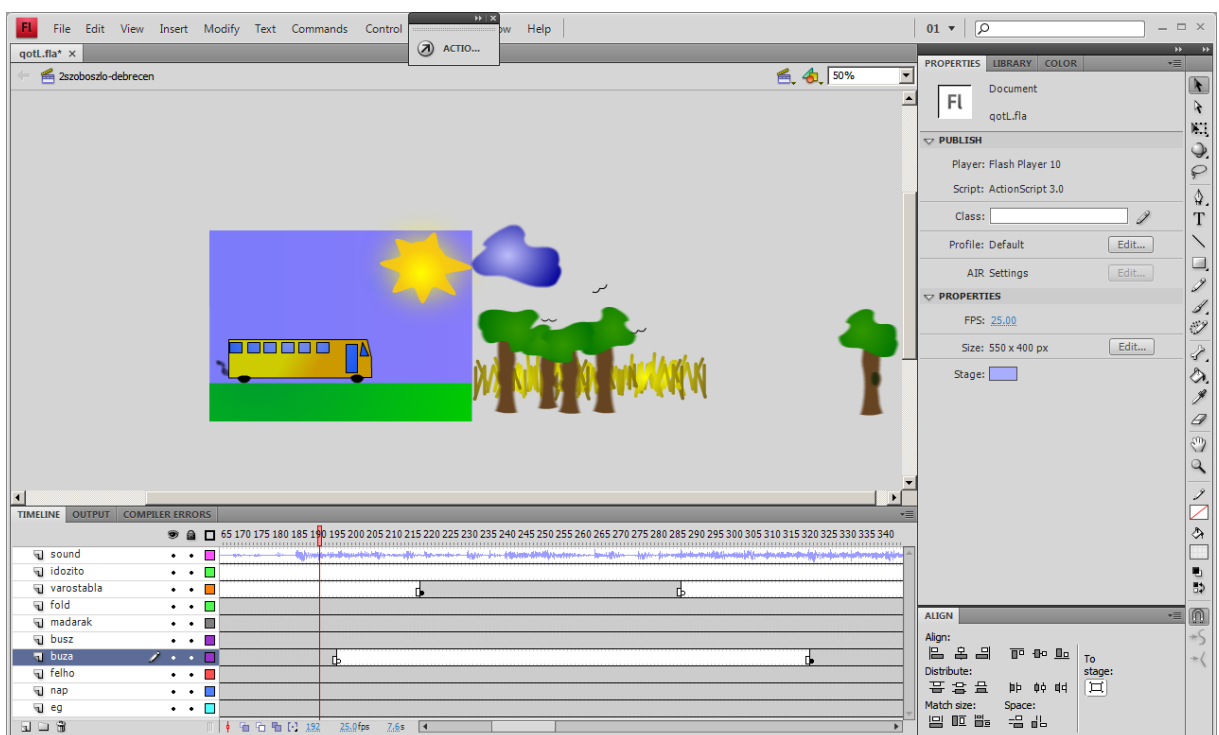 Fl File Edit View Insert Modify Text Commands Control Help 01
ACTIO...
qotL.fla*
2szoboszlo-debrecen 50%
PROPERTIES LIBRARY COLOR
Fl
Document
qotL.fla
PUBLISH
Player: Flash Player 10
Script: ActionScript 3.0
Class:
Profile: Default Edit...
AIR Settings Edit...
PROPERTIES
FPS: 25.00
Size: 550 x 400 px Edit...
Stage:
TIMELINE OUTPUT COMPILER ERRORS
65 170 175 180 185 190 195 200 205 210 215 220 225 230 235 240 245 250 255 260 265 270 275 280 285 290 295 300 305 310 315 320 325 330 335 340
sound
idozito
varostabla
fold
madarak
busz
buza
felho
nap
eg
192 25.0fps 7.6s
ALIGN
Align:
To
stage:
Distribute:
Match size: Space: